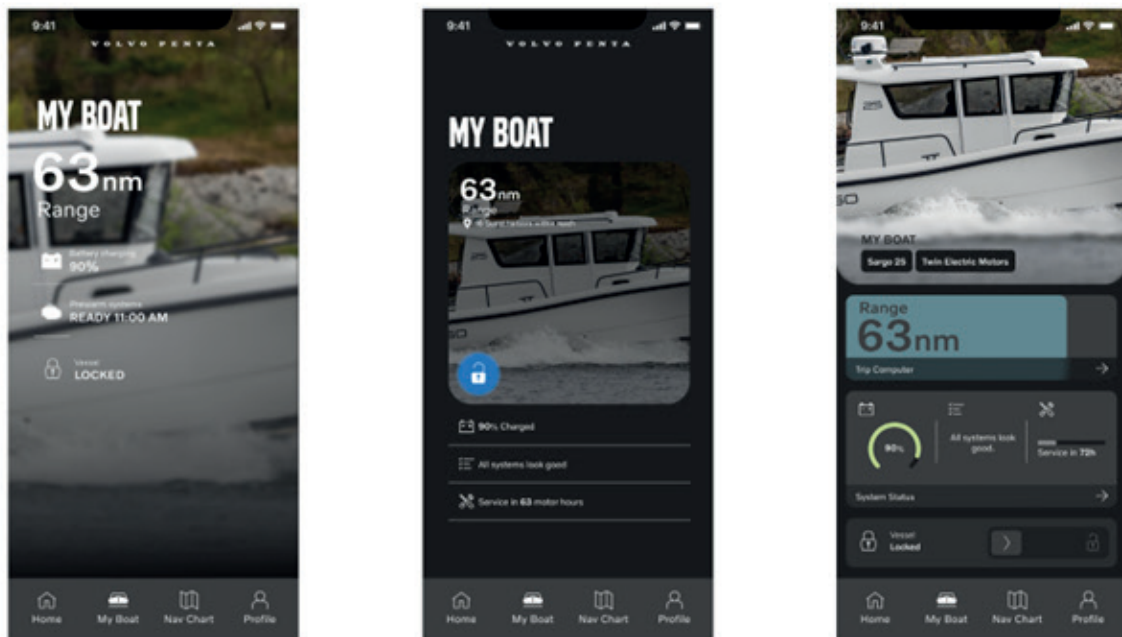 9:41
VOLVO PENTA
MY BOAT
63nm
Range
Battery charging
90%
Prewarm systems
READY 11:00 AM
Vessel
LOCKED
Home
My Boat
Nav Chart
Profile
9:41
VOLVO PENTA
MY BOAT
63nm
Range
90% Charged
All systems look good
Service in 63 motor hours
Home
My Boat
Nav Chart
Profile
9:41
25
MY BOAT
Sargo 25
Twin Electric Motors
Range
63nm
Trip Computer
90%
All systems look
good.
Service in 72h
System Status
Vessel
Locked
Home
My Boat
Nav Chart
Profile